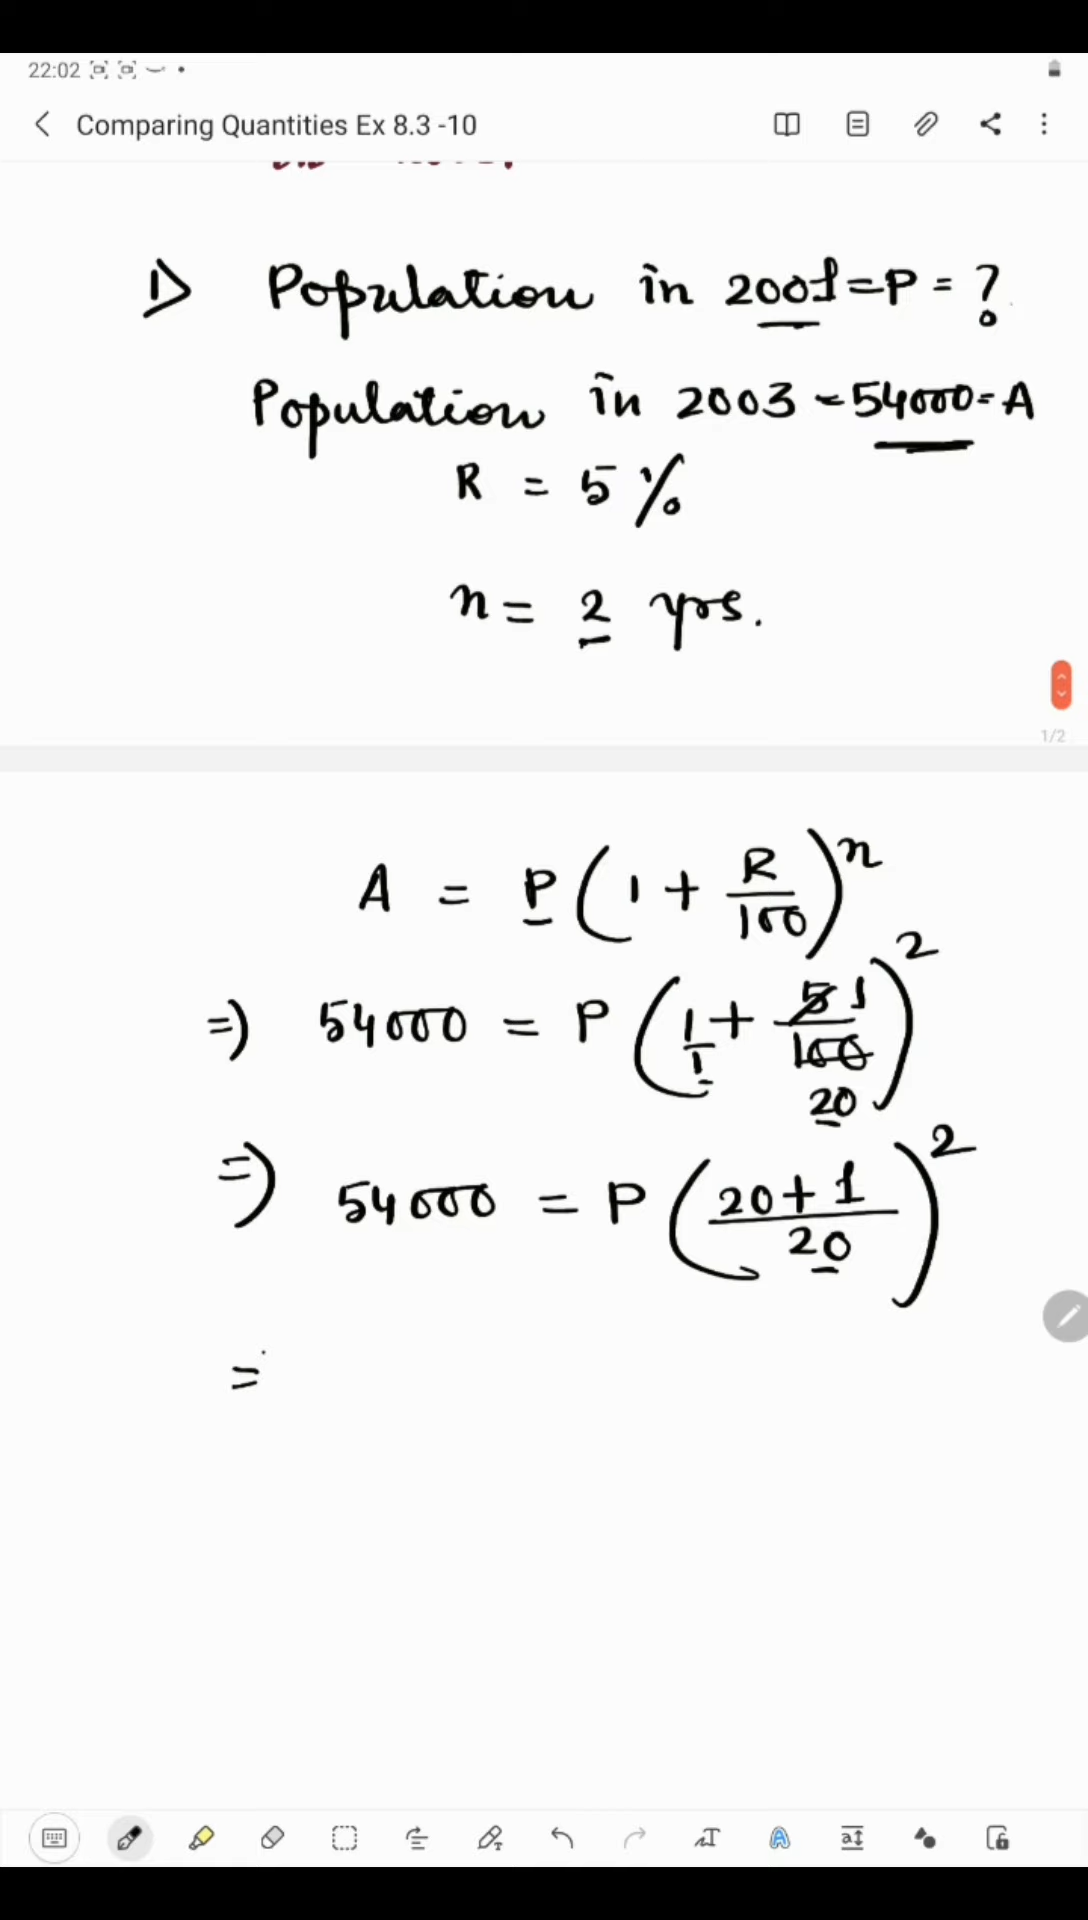 22:02
Comparing Quantities Ex 8.3 -10
1) Population in 2001 = P = ?
Population in 2003 = 54000 = A
R = 5 %
n = 2 yrs.
1/2
A = P (1 + R/100)^n
=) 54000 = P (1/1 + 5 1/100 20)^2
=) 54000 = P (20+1/20)^2
=